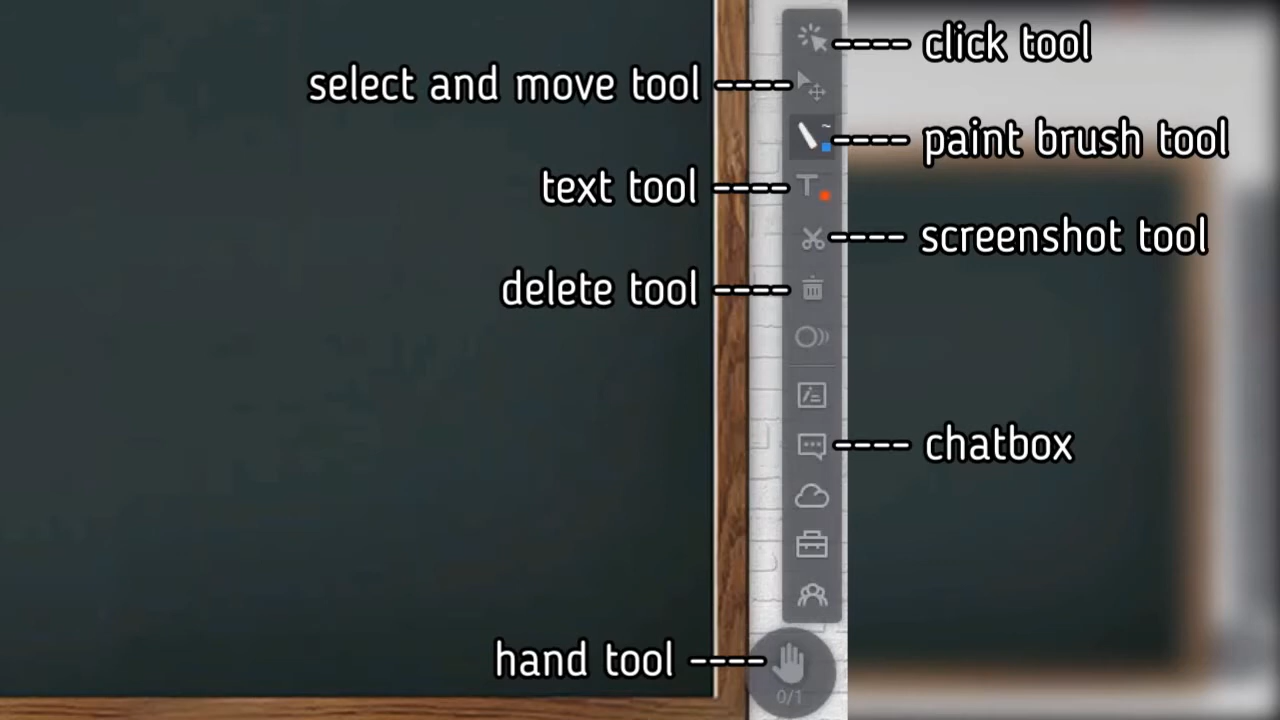 click tool
select and move tool
paint brush tool
text tool
screenshot tool
delete tool
chatbox
hand tool
0/1